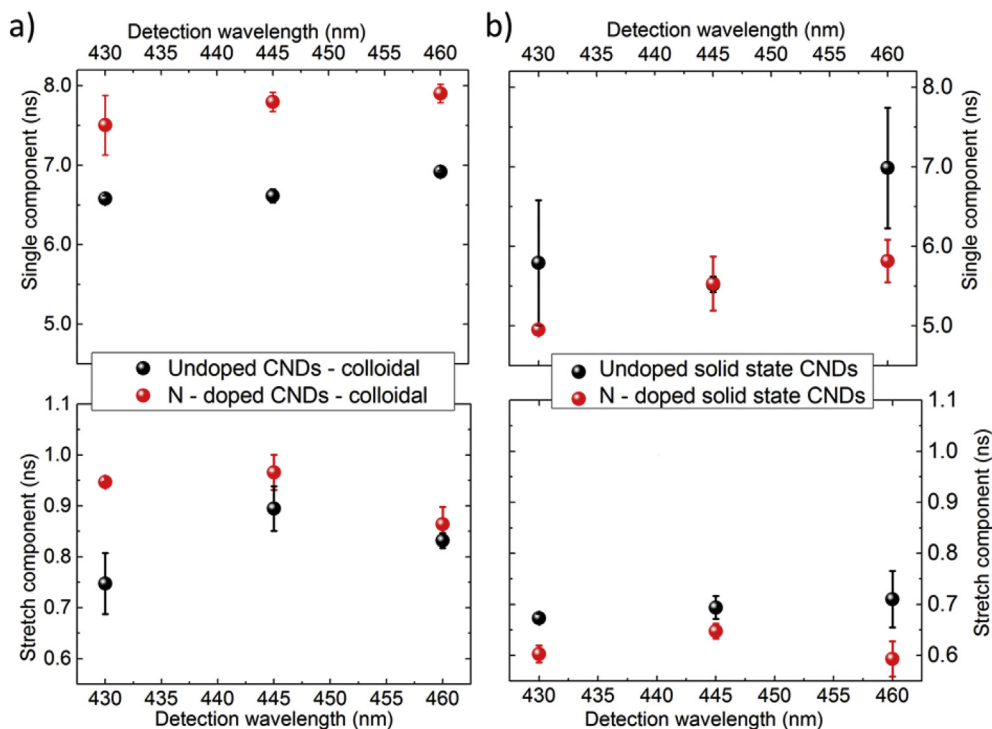 a)
Detection wavelength (nm)
430 435 440 445 450 455 460
8.0
7.0
6.0
5.0
Single component (ns)
Undoped CNDs - colloidal
N - doped CNDs - colloidal
1.1
1.0
0.9
0.8
0.7
0.6
Stretch component (ns)
430 435 440 445 450 455 460
Detection wavelength (nm)
b)
Detection wavelength (nm)
430 435 440 445 450 455 460
8.0
7.0
6.0
5.0
Single component (ns)
Undoped solid state CNDs
N - doped solid state CNDs
1.1
1.0
0.9
0.8
0.7
0.6
Stretch component (ns)
430 435 440 445 450 455 460
Detection wavelength (nm)